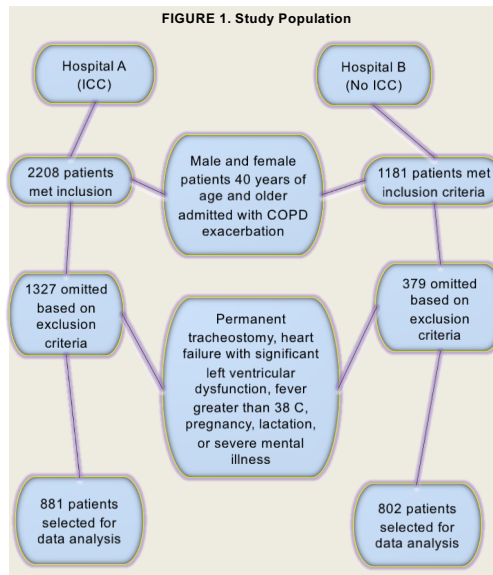 FIGURE 1. Study Population
Hospital A
(ICC)
Hospital B
(No ICC)
2208 patients
met inclusion
Male and female
patients 40 years of
age and older
admitted with COPD
exacerbation
1181 patients met
inclusion criteria
1327 omitted
based on
exclusion
criteria
Permanent
tracheostomy, heart
failure with significant
left ventricular
dysfunction, fever
greater than 38 C,
pregnancy, lactation,
or severe mental
illness
379 omitted
based on
exclusion
criteria
881 patients
selected for
data analysis
802 patients
selected for
data analysis